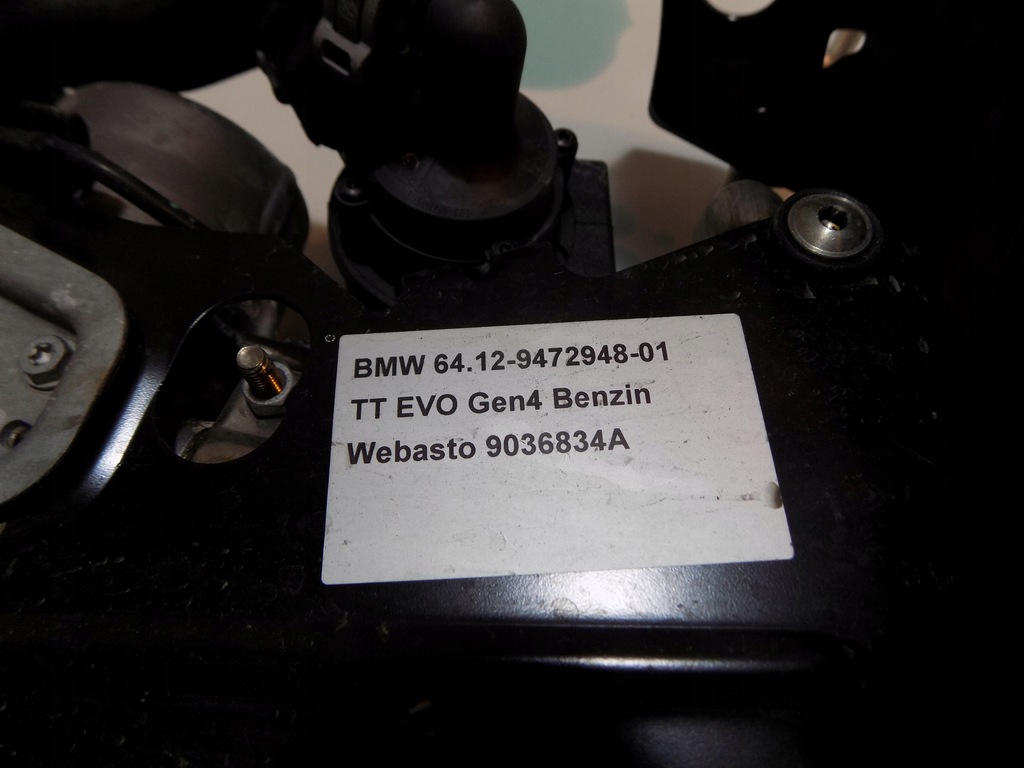 BMW 64.12-9472948-01
TT EVO Gen4 Benzin
Webasto 9036834A